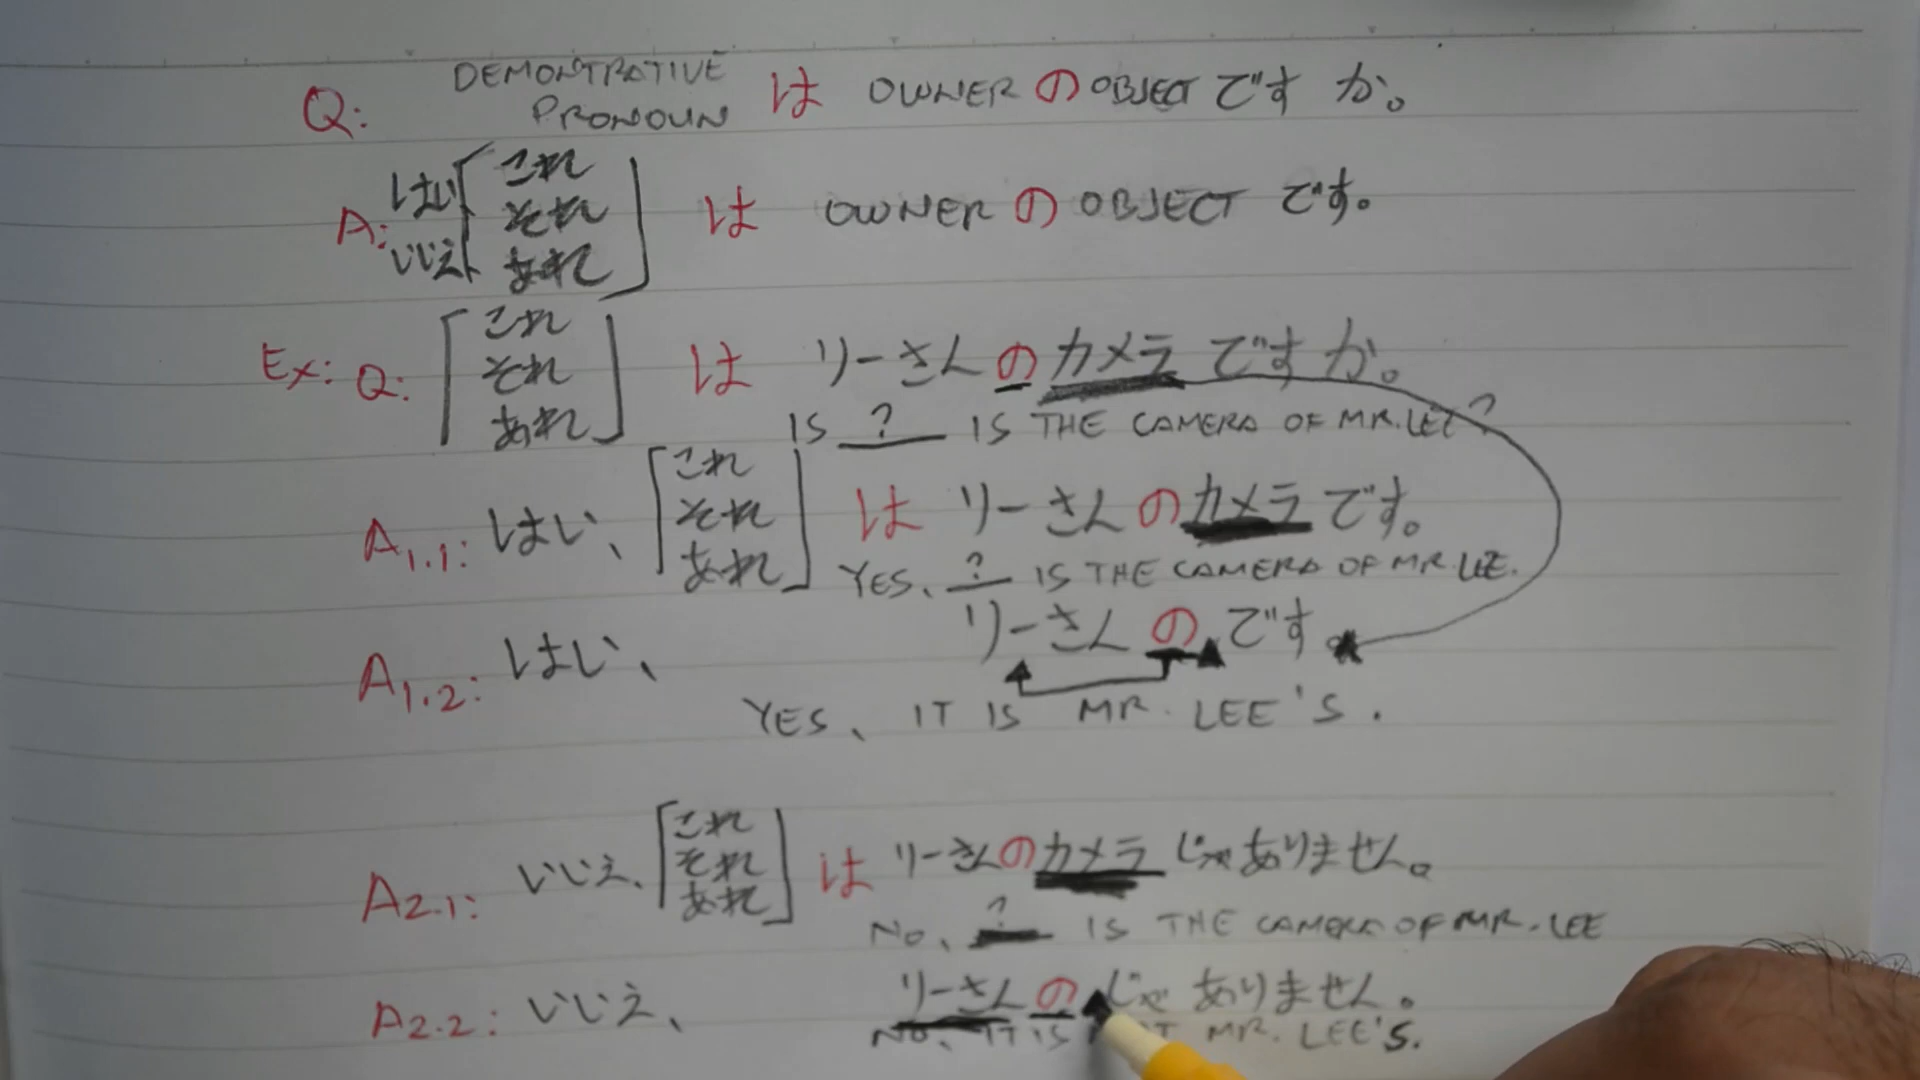 Q: DEMONTRATIVE PRONOUN は OWNER の OBJECT です か。
A: はい いいえ
これ
それ
あれ
は OWNER の OBJECT です。
Ex: Q:
これ
それ
あれ
は リーさん の カメラ です か。
IS ? IS THE CAMERA OF MR. LEE?
A1.1: はい、
これ
それ
あれ
は リーさん の カメラ です。
YES、 ? IS THE CAMERA OF MR. LEE.
A1.2: はい、 リーさん の です
YES、 IT IS MR. LEE'S.
A2.1: いいえ、
これ
それ
あれ
は リーさんのカメラ じゃありません。
NO、 ? IS THE CAMERA OF MR. LEE
A2.2: いいえ、 リーさん の じゃ ありません。
NO、 IT IS MR. LEE'S.